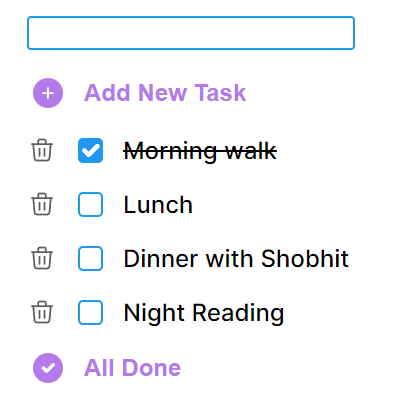 Add New Task
Morning walk
Lunch
Dinner with Shobhit
Night Reading
All Done